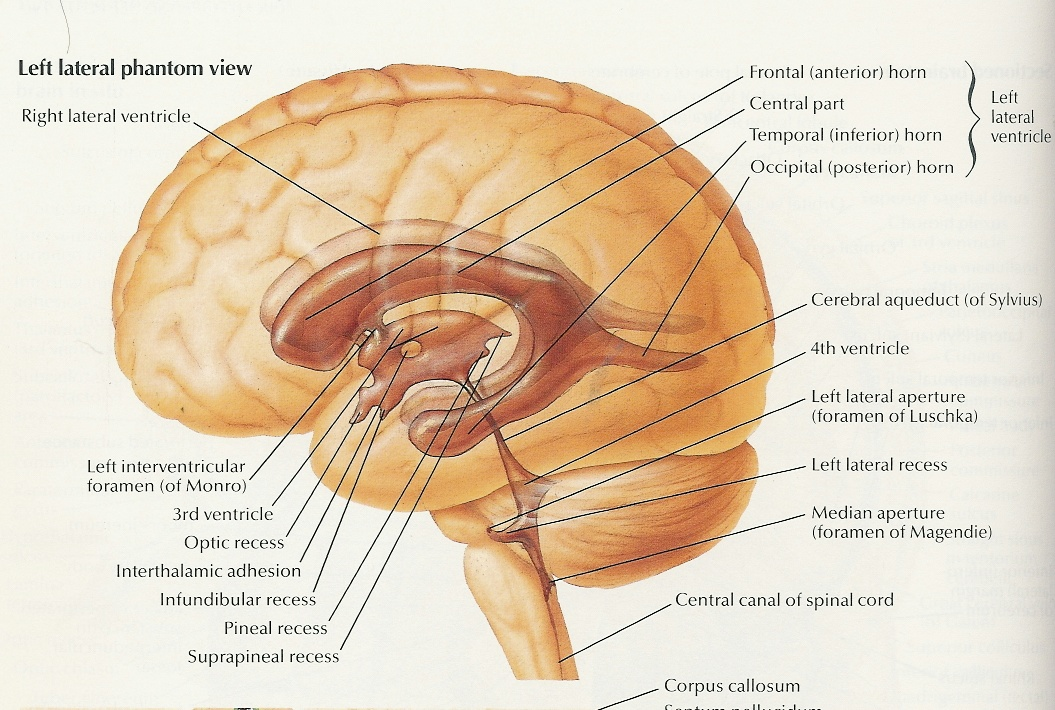 Left lateral phantom view
Right lateral ventricle
Frontal (anterior) horn
Central part
Temporal (inferior) horn
Occipital (posterior) horn
Left
lateral
ventricle
Cerebral aqueduct (of Sylvius)
4th ventricle
Left lateral aperture
(foramen of Luschka)
Left lateral recess
Median aperture
(foramen of Magendie)
Central canal of spinal cord
Left interventricular
foramen (of Monro)
3rd ventricle
Optic recess
Interthalamic adhesion
Infundibular recess
Pineal recess
Suprapineal recess
Corpus callosum
Septum pellucidum